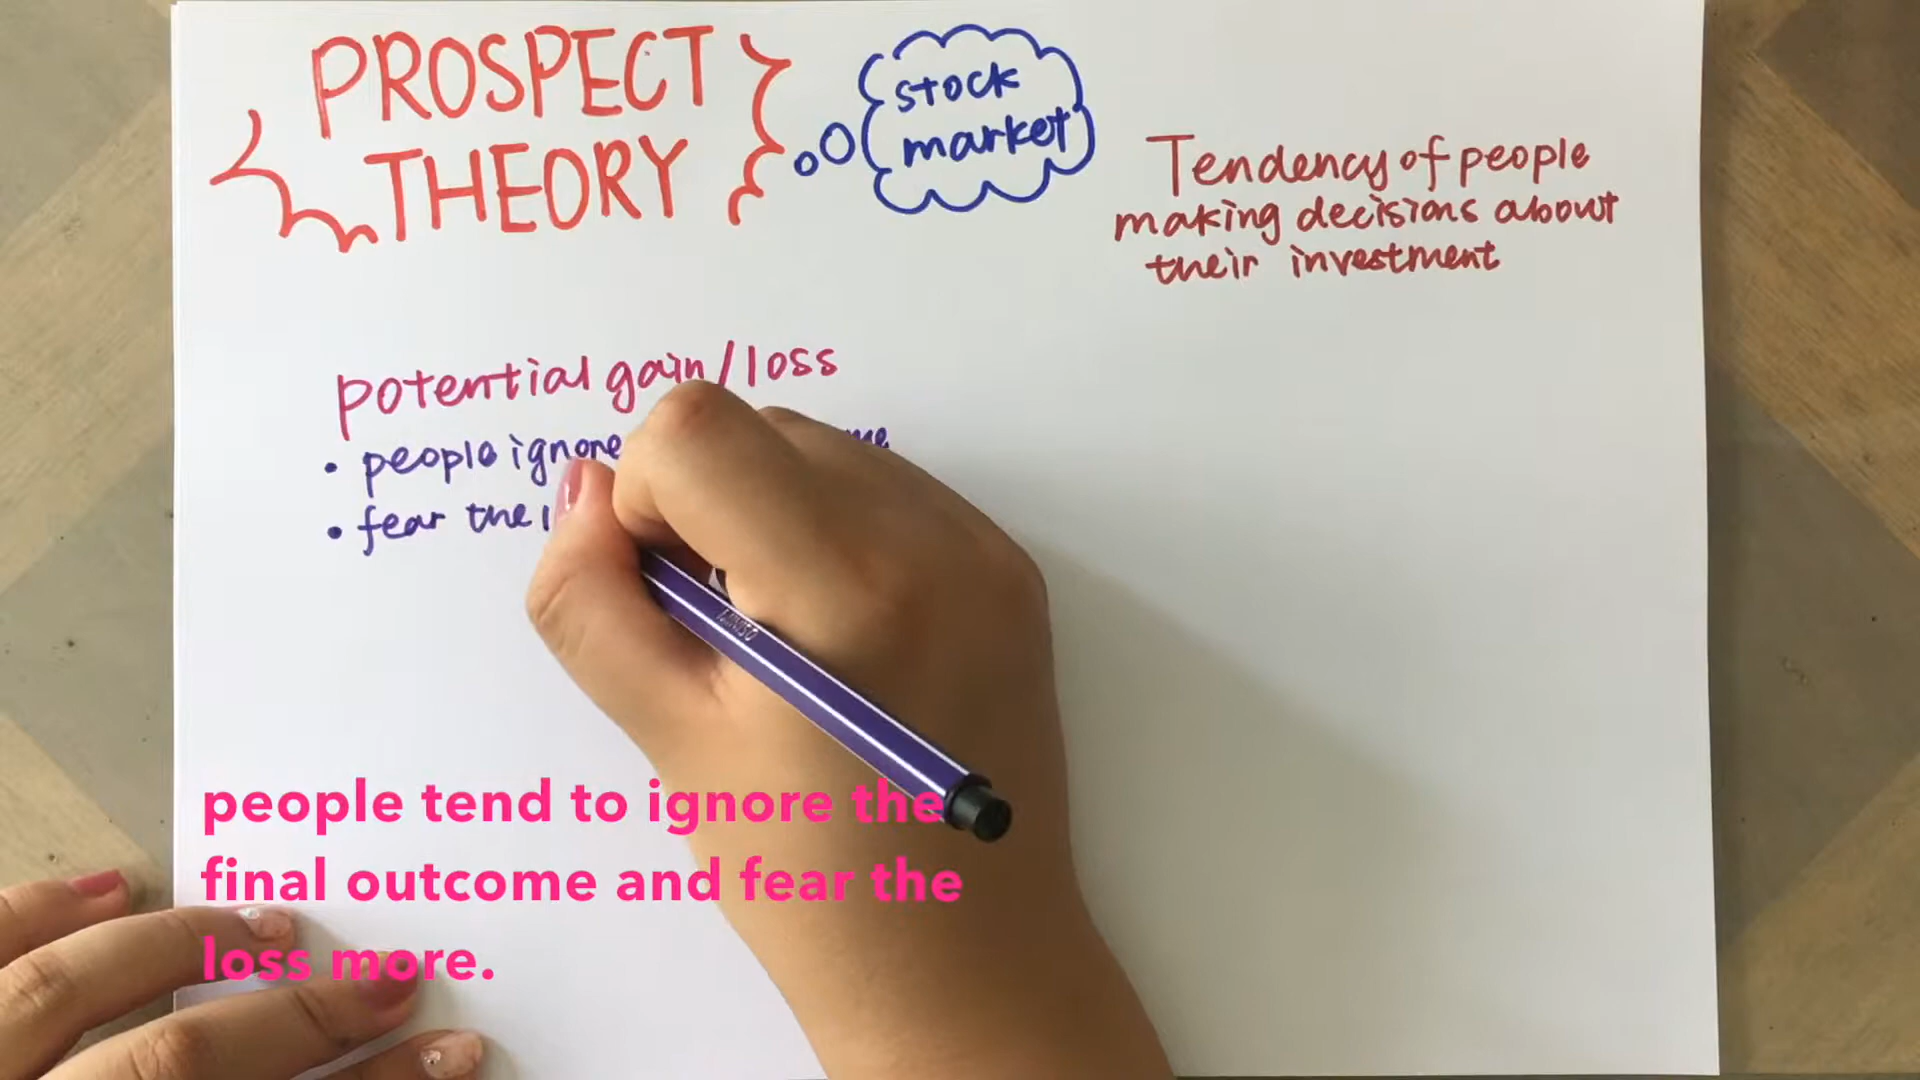 PROSPECT
THEORY
stock
market
Tendency of people
making decisions about
their investment
potential gain/loss
• people ignore
• fear the
MINISO
people tend to ignore the
final outcome and fear the
loss more.